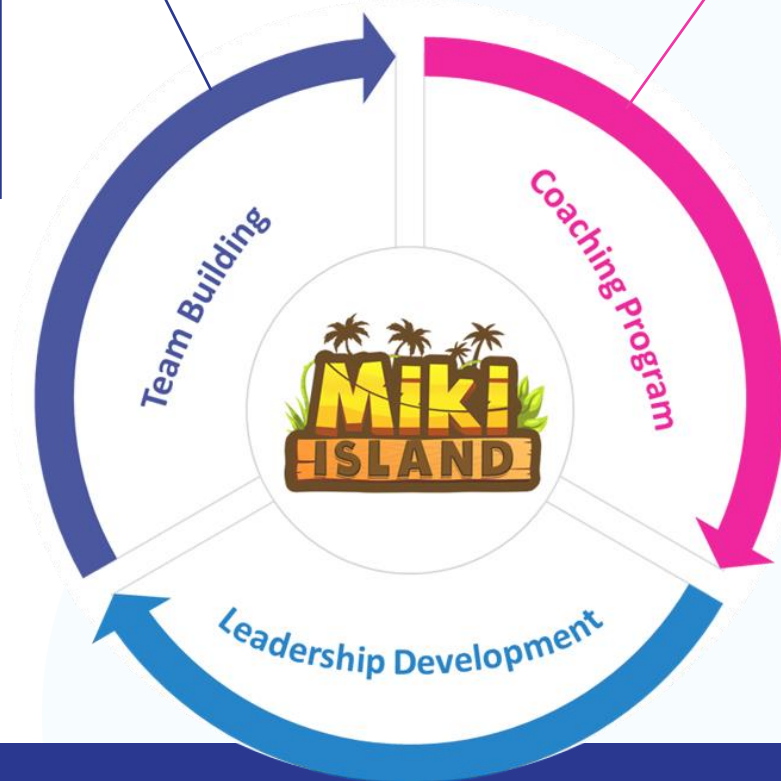 Team Building
Coaching Program
Miki
ISLAND
Leadership Development